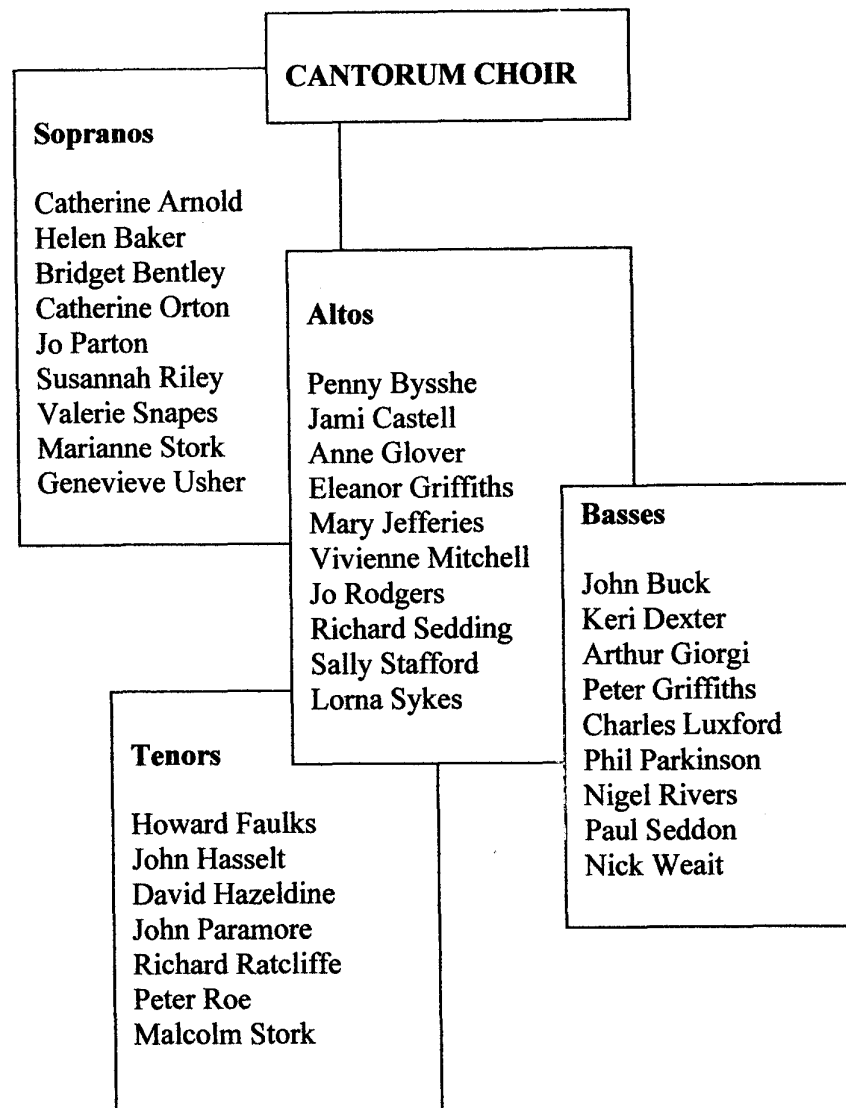 CANTORUM CHOIR
Sopranos
Catherine Arnold
Helen Baker
Bridget Bentley
Catherine Orton
Jo Parton
Susannah Riley
Valerie Snapes
Marianne Stork
Genevieve Usher
Altos
Penny Bysshe
Jami Castell
Anne Glover
Eleanor Griffiths
Mary Jefferies
Vivienne Mitchell
Jo Rodgers
Richard Sedding
Sally Stafford
Lorna Sykes
Basses
John Buck
Keri Dexter
Arthur Giorgi
Peter Griffiths
Charles Luxford
Phil Parkinson
Nigel Rivers
Paul Seddon
Nick Weait
Tenors
Howard Faulks
John Hasselt
David Hazeldine
John Paramore
Richard Ratcliffe
Peter Roe
Malcolm Stork